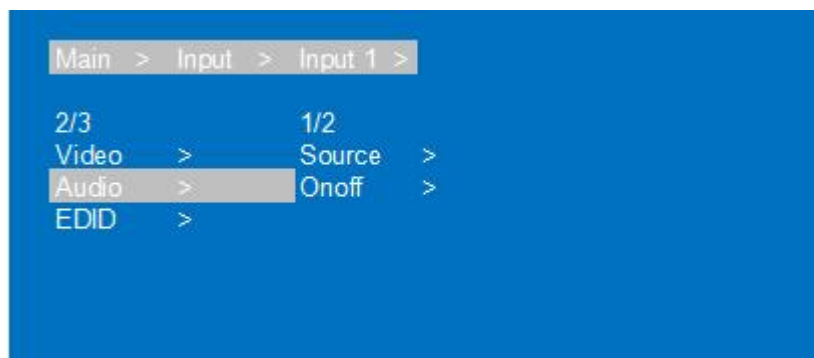 Main > Input > Input 1 >
2/3 1/2
Video > Source >
Audio > Onoff >
EDID >